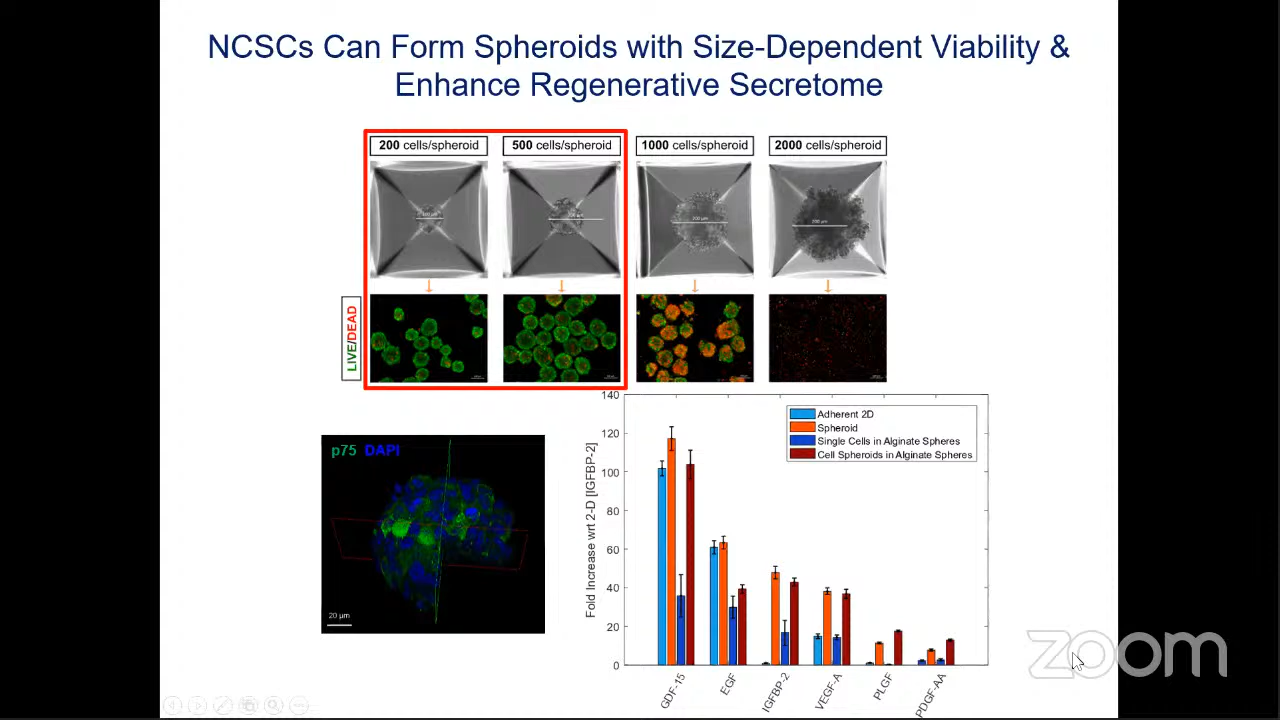 NCSCs Can Form Spheroids with Size-Dependent Viability &
Enhance Regenerative Secretome
200 cells/spheroid
500 cells/spheroid
1000 cells/spheroid
2000 cells/spheroid
LIVE/DEAD
p75 DAPI
20 μm
Fold Increase wrt 2-D [IGFBP-2]
140
120
100
80
60
40
20
0
Adherent 2D
Spheroid
Single Cells in Alginate Spheres
Cell Spheroids in Alginate Spheres
GDF-15
EGF
IGFBP-2
VEGF-A
PLGF
PDGF-AA
zoom